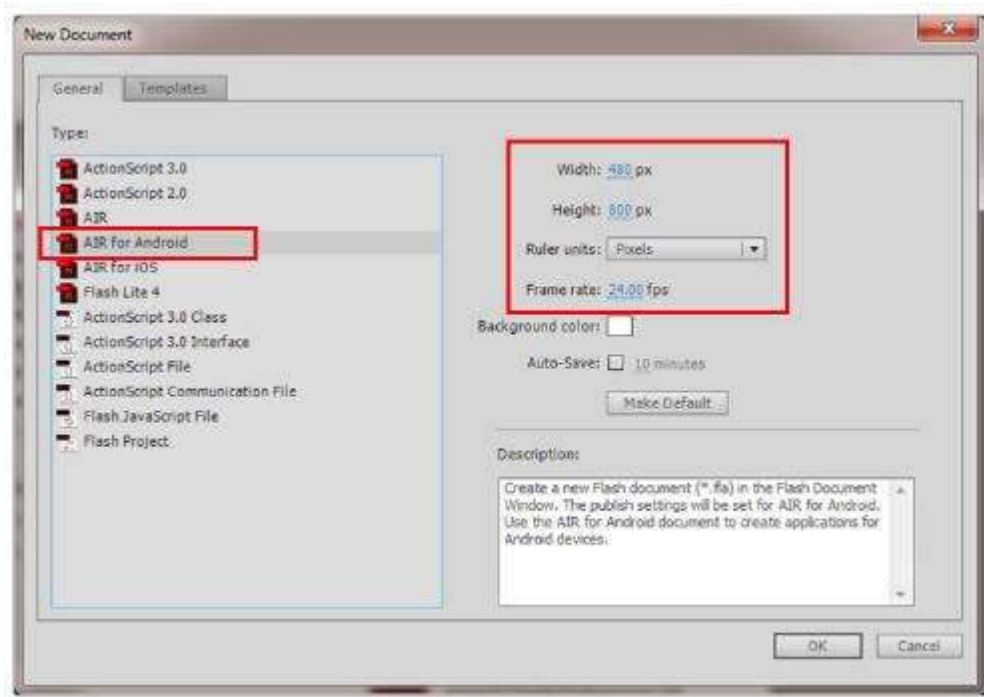 New Document
General
Templates
Type:
ActionScript 3.0
ActionScript 2.0
AIR
AIR for Android
AIR for iOS
Flash Lite 4
ActionScript 3.0 Class
ActionScript 3.0 Interface
ActionScript File
ActionScript Communication File
Flash JavaScript File
Flash Project
Width: 480 px
Height: 800 px
Ruler units: Pixels
Frame rate: 24.00 fps
Background color:
Auto-Save: 10 minutes
Make Default
Description:
Create a new Flash document (*.fla) in the Flash Document
Window. The publish settings will be set for AIR for Android.
Use the AIR for Android document to create applications for
Android devices.
OK
Cancel